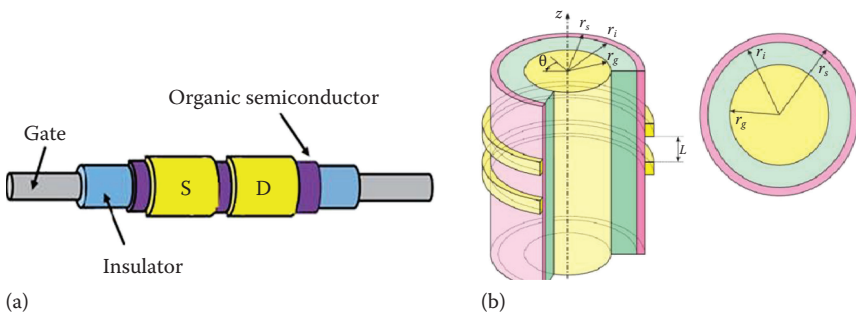 Organic semiconductor
Gate
S D
Insulator
(a)
z
r_s
r_i
θ
r_g
L
r_i
r_s
r_g
(b)